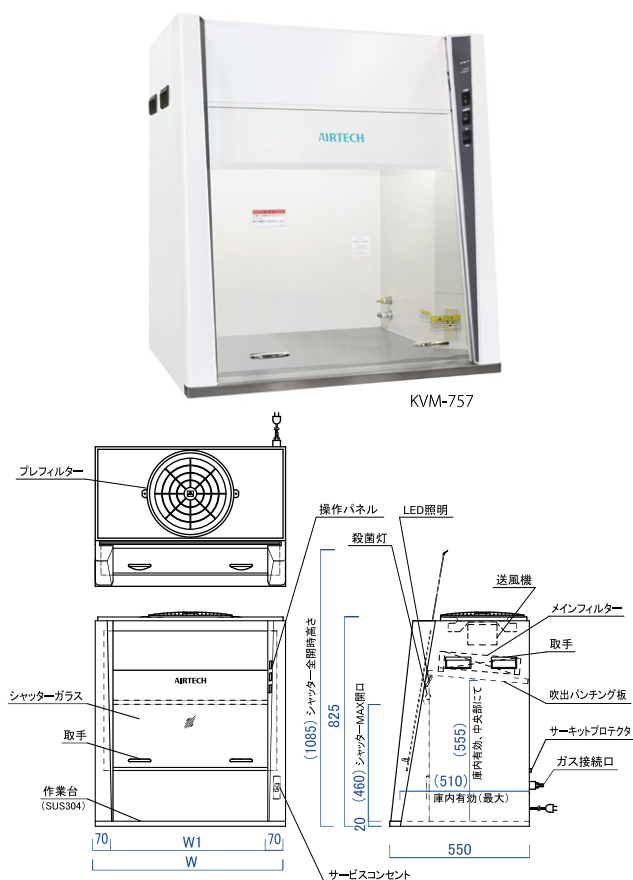 AIRTECH
KVM-757
プレフィルター
操作パネル
LED照明
殺菌灯
送風機
メインフィルター
取手
吹出パンチング板
サーキットプロテクタ
ガス接続口
AIRTECH
シャッターガラス
取手
作業台
(SUS304)
70
W1
70
W
サービスコンセント
(1085) シャッター全開時高さ
825
(460) シャッターMAX開口
20
(555)
庫内有効、中央部にて
(510)
庫内有効(最大)
550